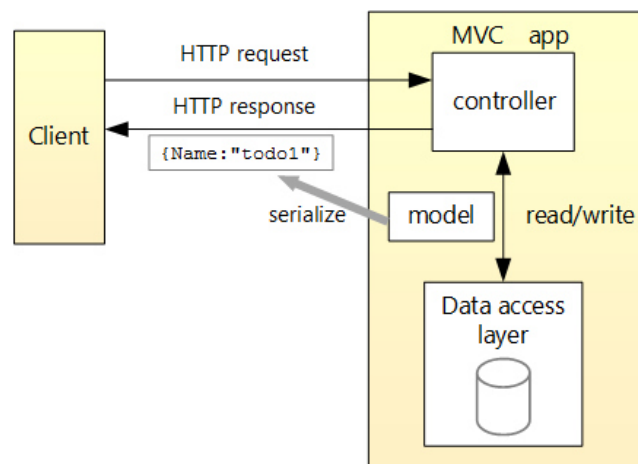 MVC app
HTTP request
controller
HTTP response
Client
{Name:"todo1"}
serialize
model
read/write
Data access
layer